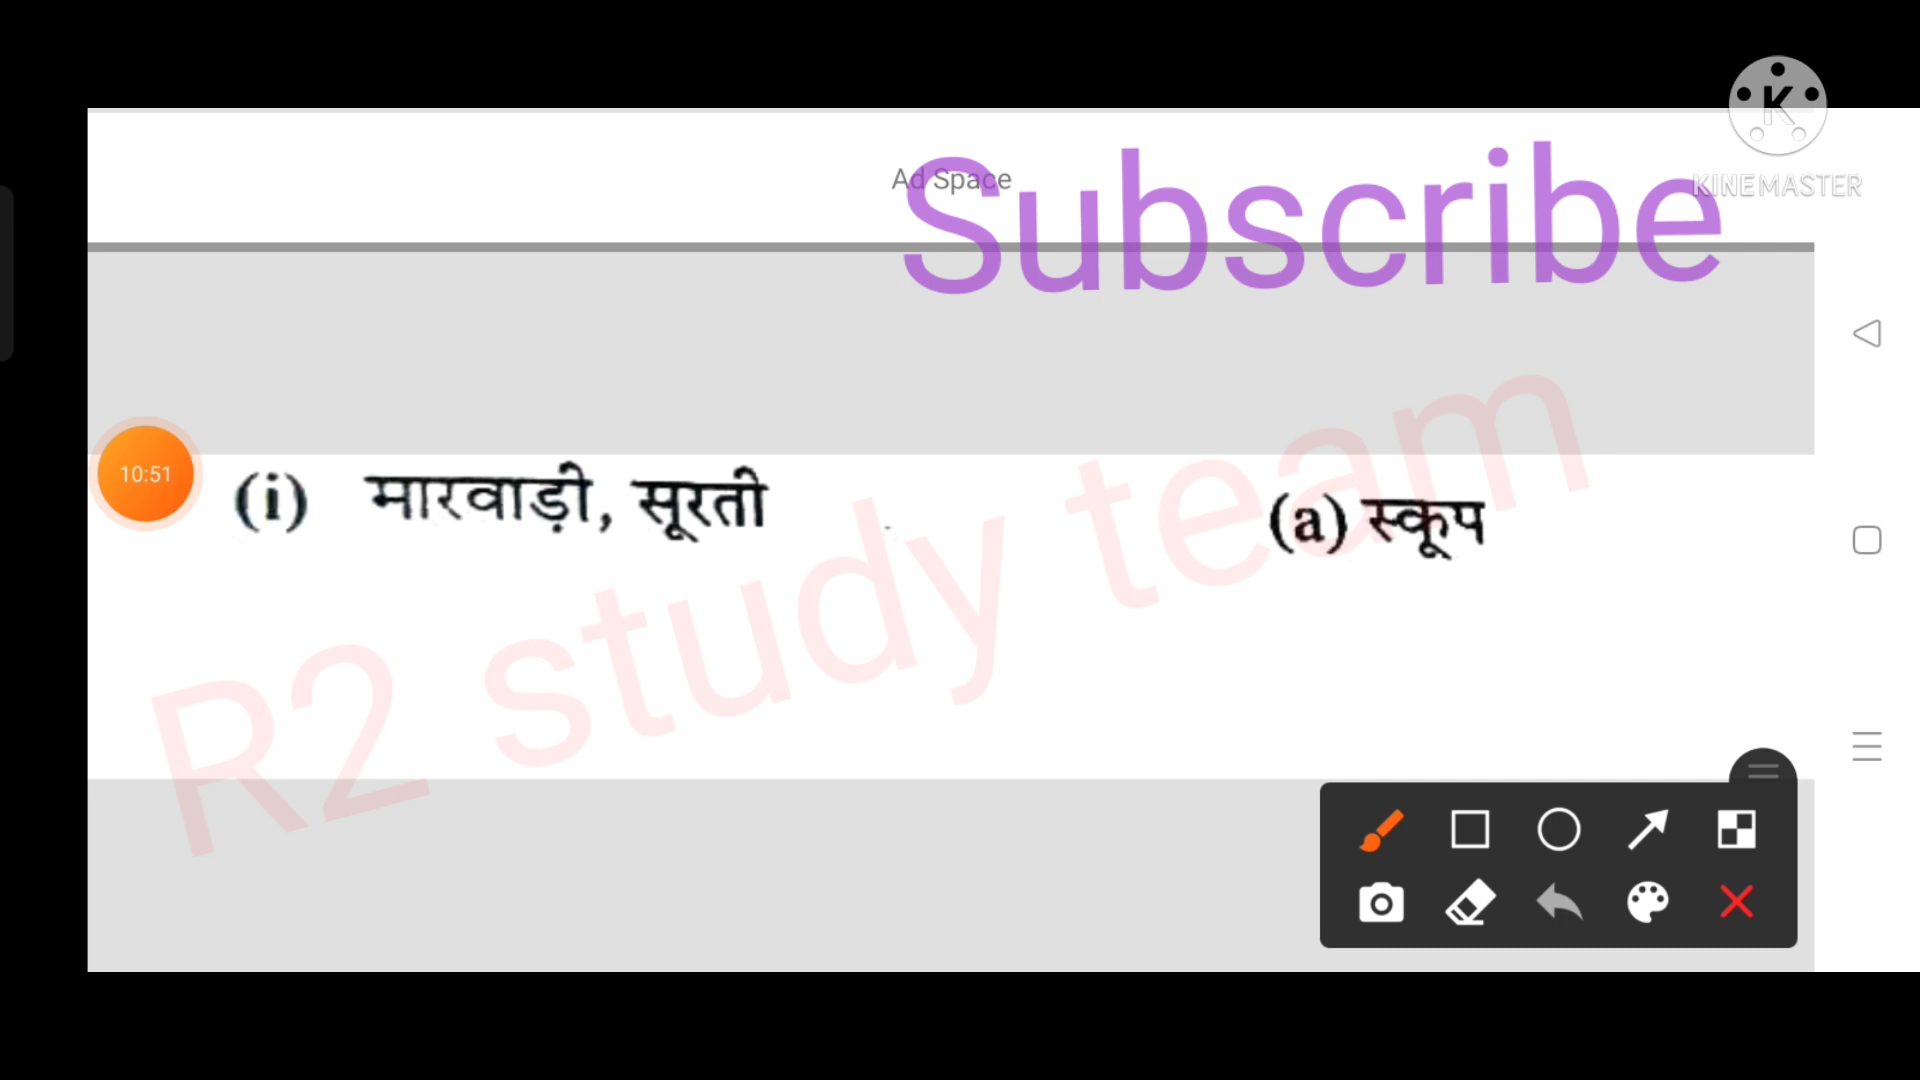 Ad Space
Subscribe
K
KINEMASTER
10:51
(i) मारवाड़ी, सूरती
(a) स्कूप
R2 study team